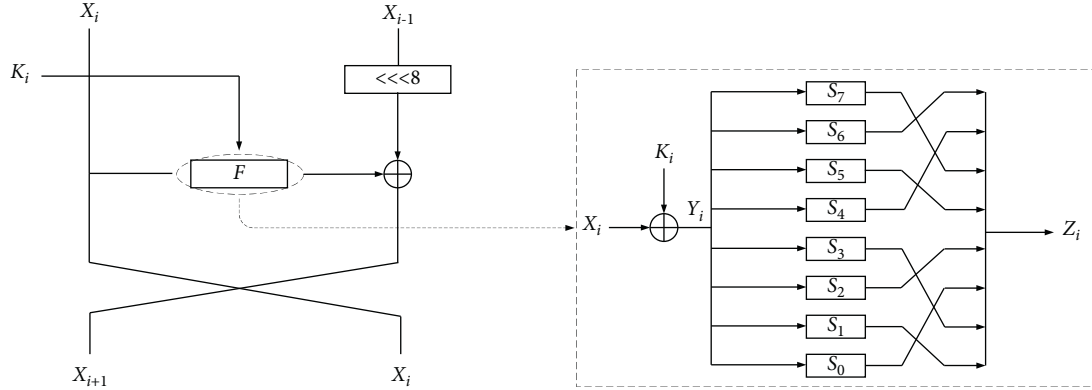 X_i
X_{i-1}
K_i
<<<8
F
X_{i+1}
X_i
S_7
S_6
S_5
S_4
S_3
S_2
S_1
S_0
K_i
X_i
Y_i
Z_i